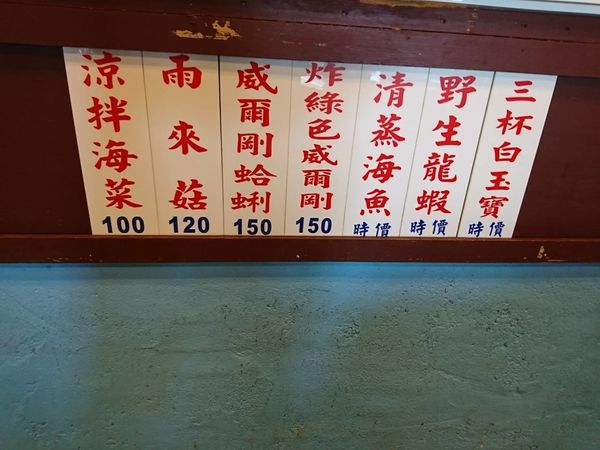 涼拌海菜
100
雨來菇
120
威爾剛蛤蜊
150
炸綠色威爾剛
150
清蒸海魚
時價
野生龍蝦
時價
三杯白玉寶
時價